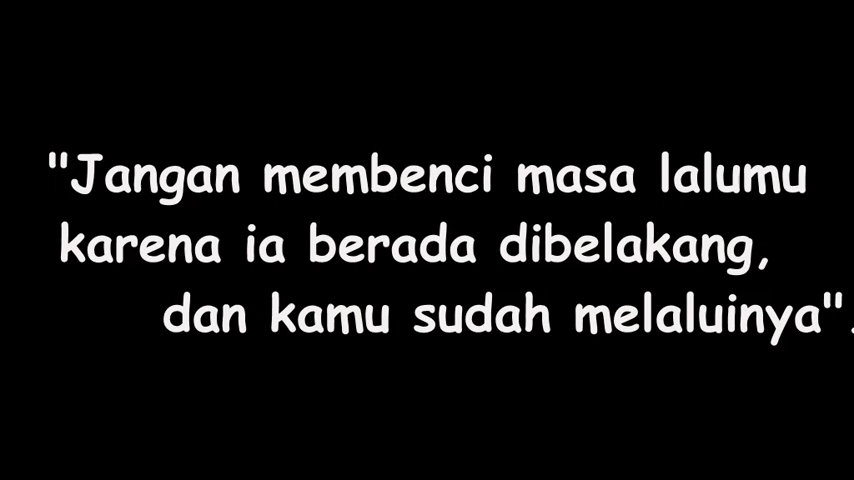 "Jangan membenci masa lalumu
karena ia berada dibelakang,
dan kamu sudah melaluinya".